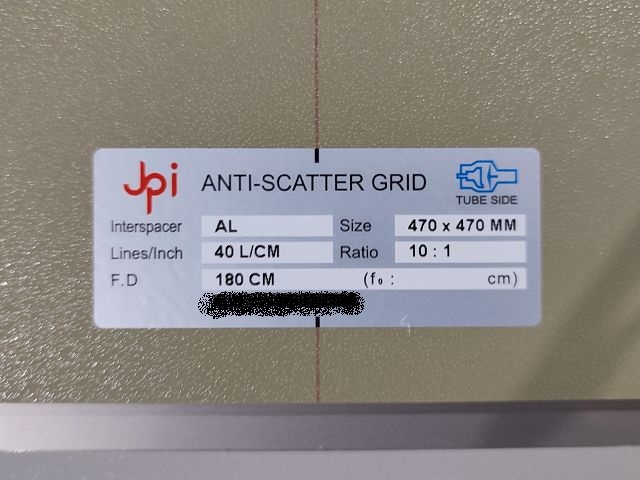 Jpi ANTI-SCATTER GRID
TUBE SIDE
Interspacer AL Size 470 x 470 MM
Lines/Inch 40 L/CM Ratio 10 : 1
F.D 180 CM (f₀ : cm)